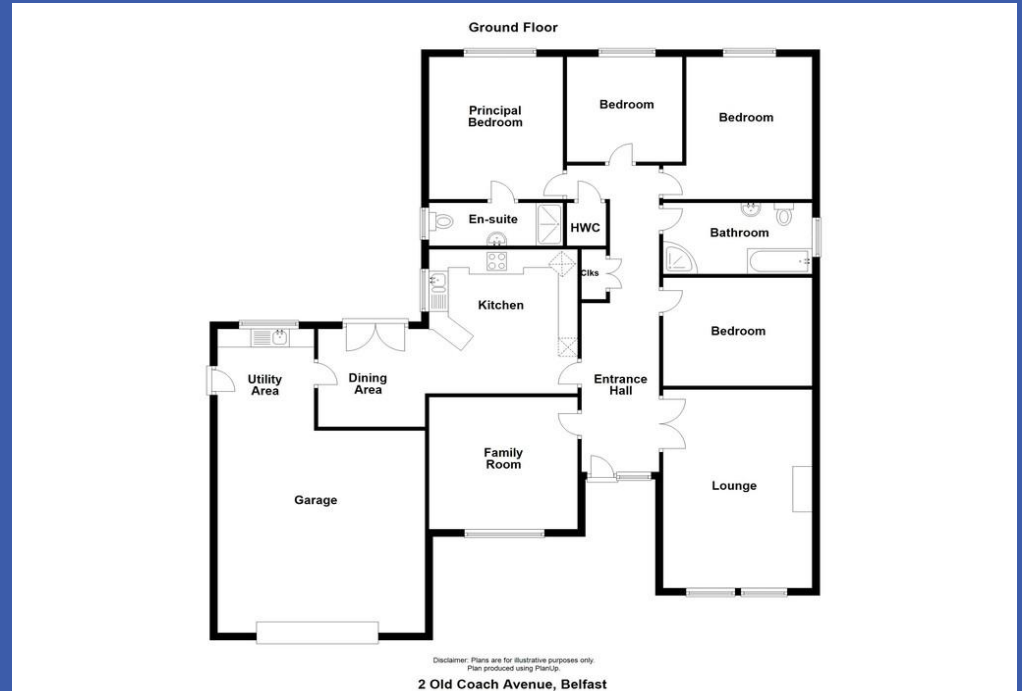 Ground Floor
Principal
Bedroom
Bedroom
Bedroom
En-suite
HWC
Bathroom
Clks
Kitchen
Bedroom
Utility
Area
Dining
Area
Entrance
Hall
Family
Room
Lounge
Garage
Disclaimer: Plans are for illustrative purposes only.
Plan produced using PlanUp.
2 Old Coach Avenue, Belfast